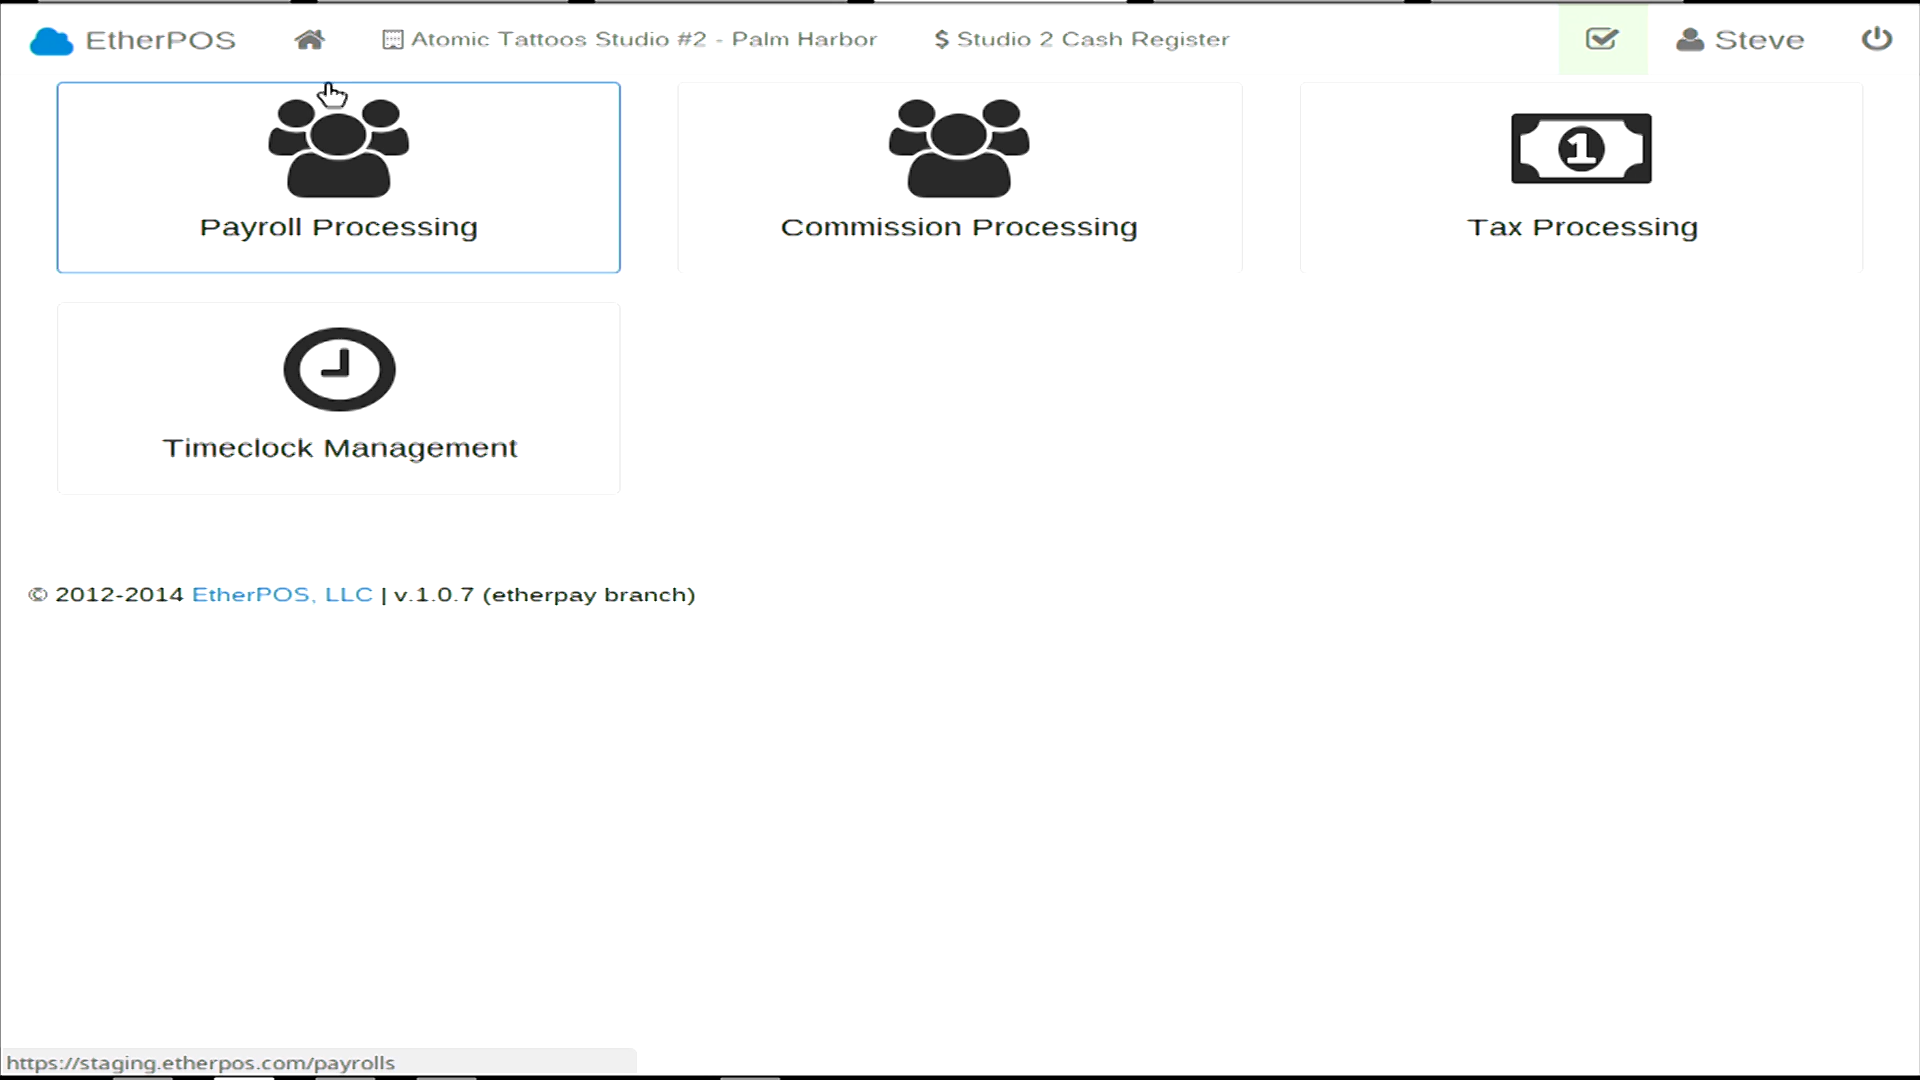 EtherPOS Atomic Tattoos Studio #2 - Palm Harbor $ Studio 2 Cash Register Steve
Payroll Processing
Commission Processing
1
Tax Processing
Timeclock Management
© 2012-2014 EtherPOS, LLC | v.1.0.7 (etherpay branch)
https://staging.etherpos.com/payrolls